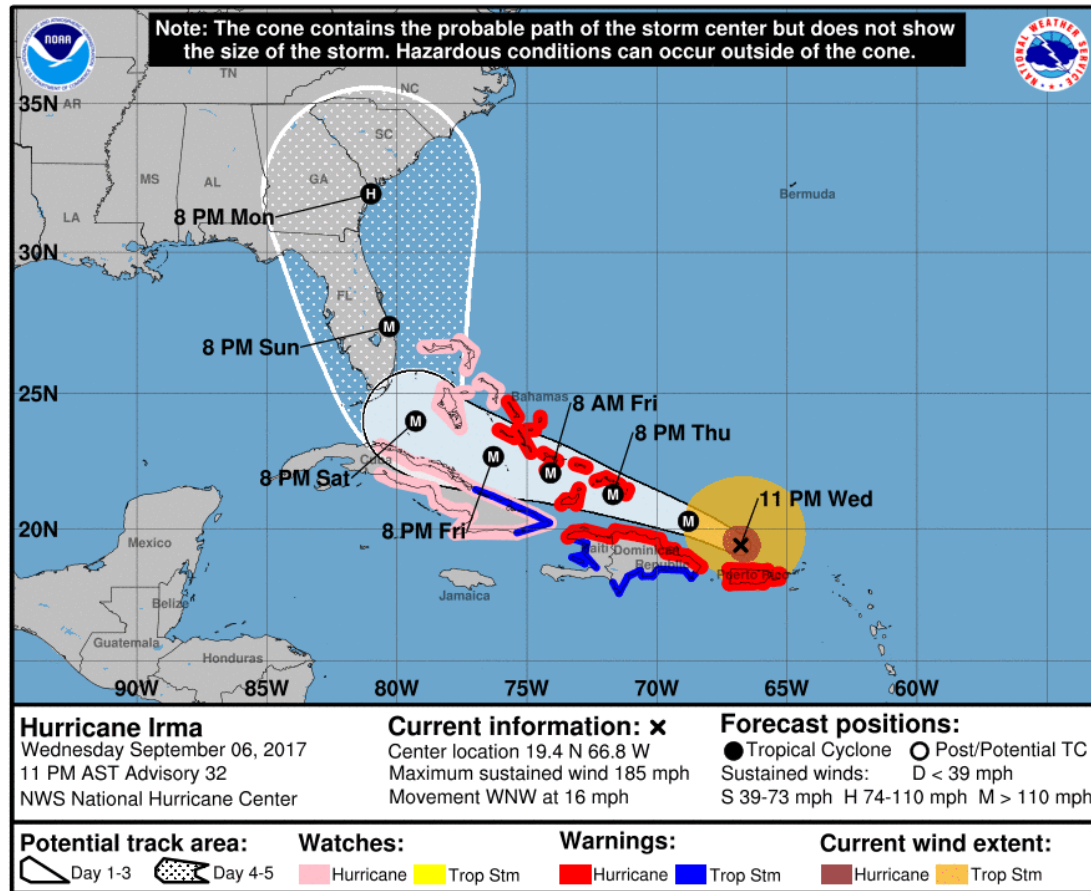 Note: The cone contains the probable path of the storm center but does not show
the size of the storm. Hazardous conditions can occur outside of the cone.
NOAA
NATIONAL WEATHER SERVICE
TN
NC
35N
AR
SC
MS
AL
GA
LA
8 PM Mon
Bermuda
30N
FL
8 PM Sun
25N
Bahamas
8 AM Fri
8 PM Thu
Cuba
8 PM Sat
11 PM Wed
8 PM Fri
20N
Mexico
Haiti
Dominican
Republic
Puerto Rico
Jamaica
Belize
Guatemala
Honduras
90W 85W 80W 75W 70W 65W 60W
H
M
M
M
M
M
M
Hurricane Irma
Wednesday September 06, 2017
11 PM AST Advisory 32
NWS National Hurricane Center
Current information: ×
Center location 19.4 N 66.8 W
Maximum sustained wind 185 mph
Movement WNW at 16 mph
Forecast positions:
Tropical Cyclone Post/Potential TC
Sustained winds: D < 39 mph
S 39-73 mph H 74-110 mph M > 110 mph
Potential track area:
Day 1-3 Day 4-5
Watches:
Hurricane Trop Stm
Warnings:
Hurricane Trop Stm
Current wind extent:
Hurricane Trop Stm